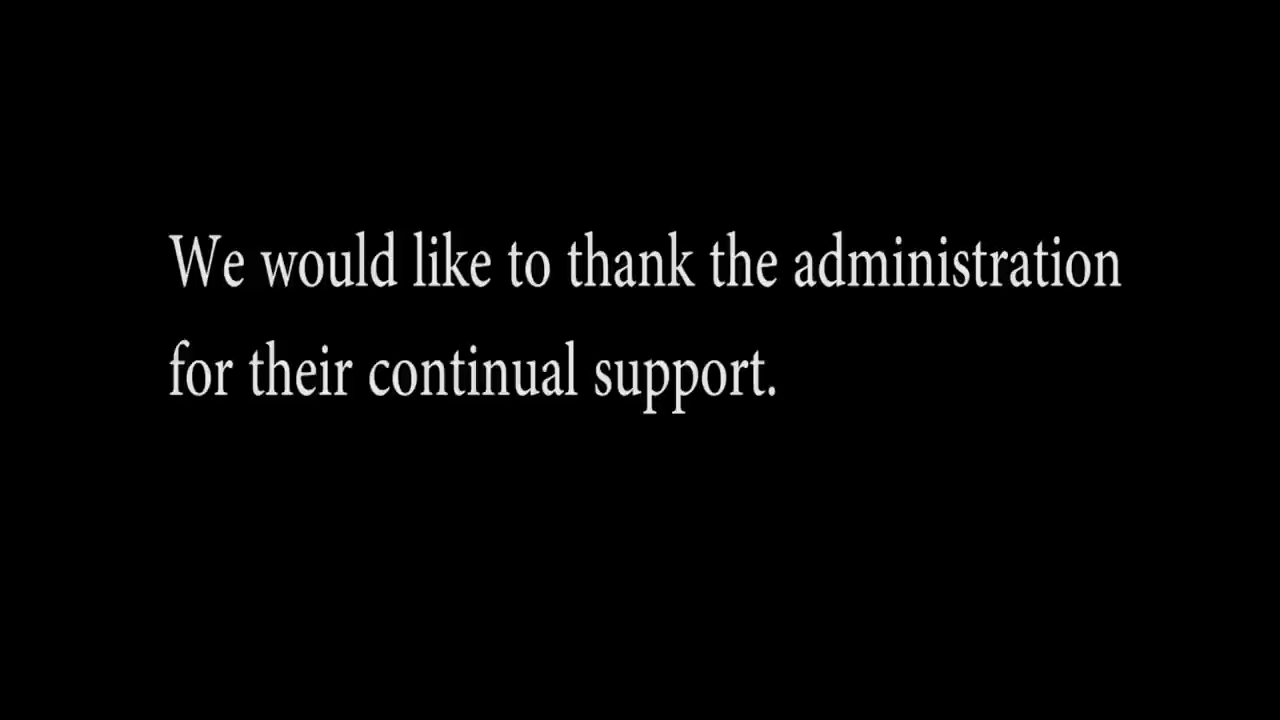 We would like to thank the administration
for their continual support.